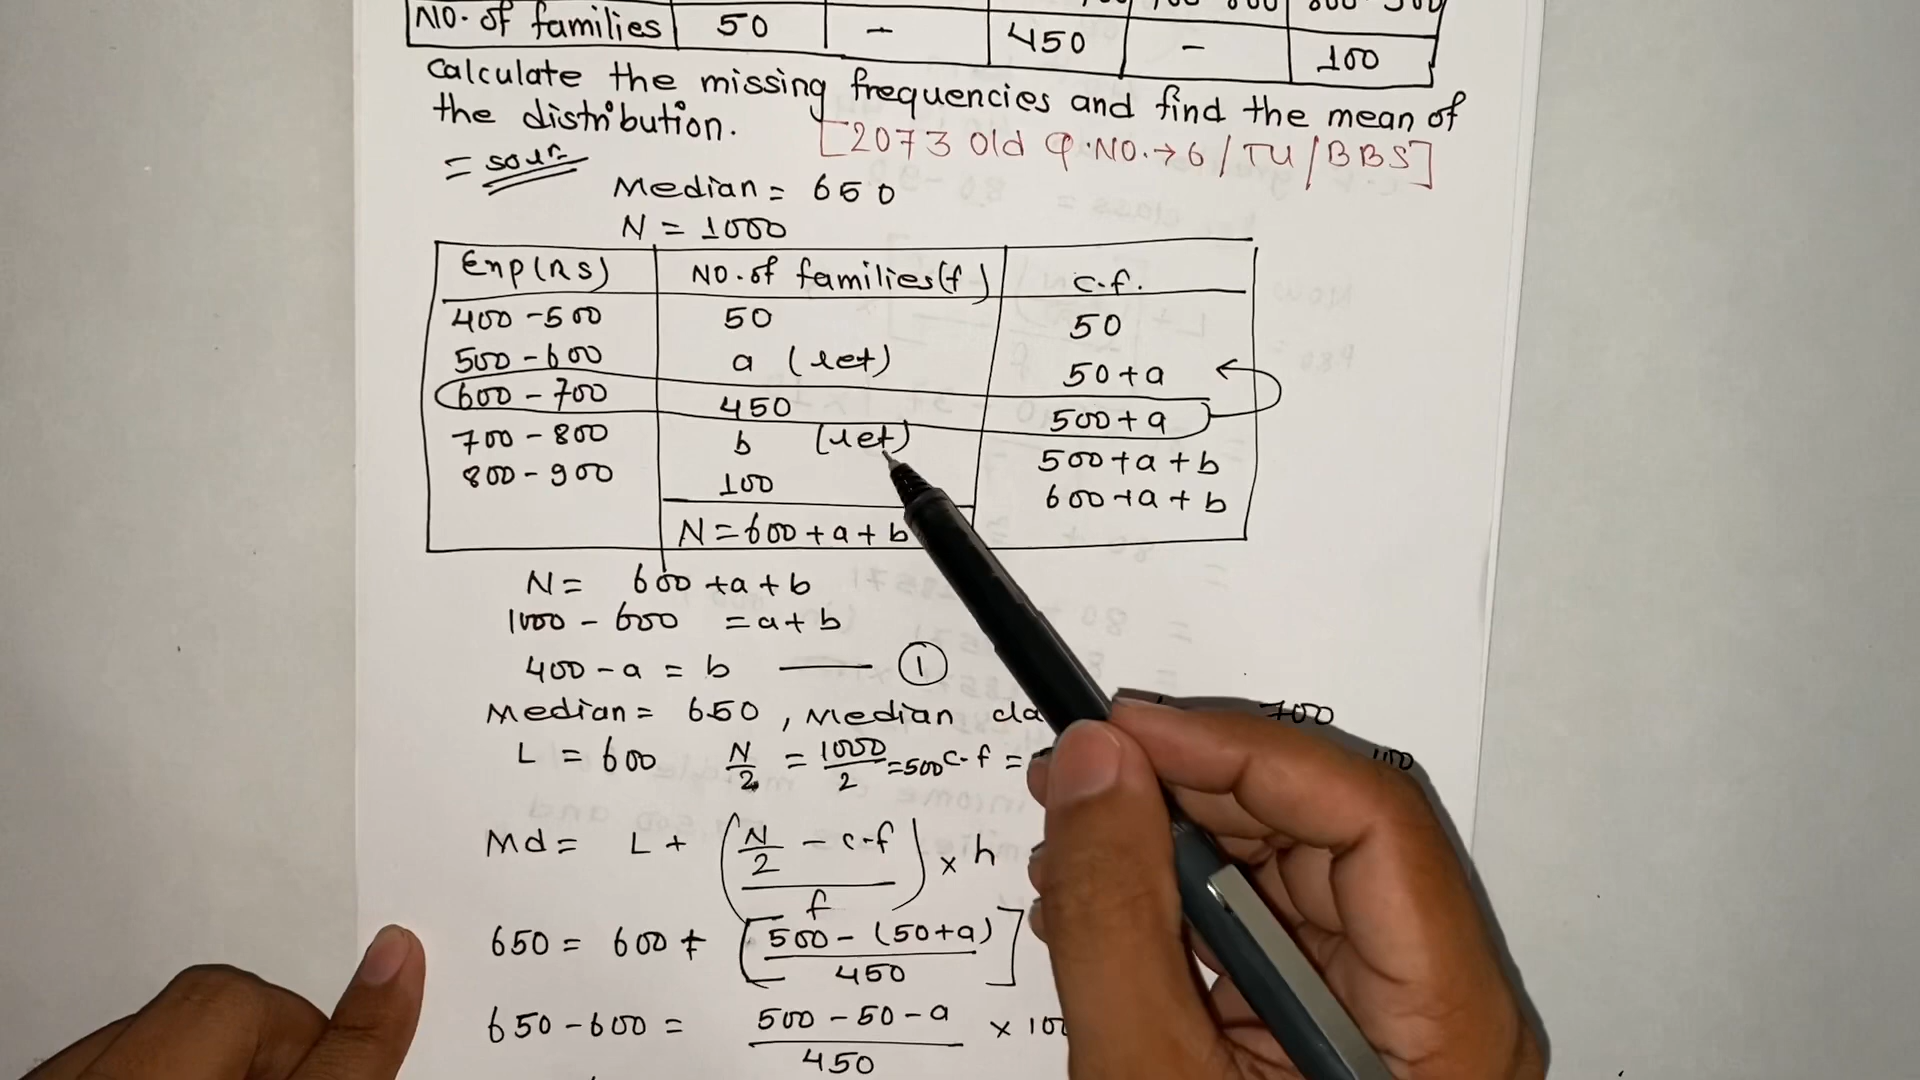 NO. of families 50 - 450 - 100
Calculate the missing frequencies and find the mean of
the distribution. [2073 Old Q.NO.→6/TU/BBS]
= soln
Median = 650
N = 1000
Exp(RS) NO. of families(f) c.f.
400-500 50 50
500-600 a (let) 50+a
600-700 450 500+a
700-800 b (let) 500+a+b
800-900 100 600+a+b
N=600+a+b
N= 600+a+b
1000-600 =a+b
400-a = b — ①
Median= 650, Median cla 700
L = 600 N/2 = 1000/2 =500 c.f =
Md= L + (N/2 - c.f / f) × h
650= 600+ [500-(50+a) / 450]
650-600= 500-50-a / 450 × 100